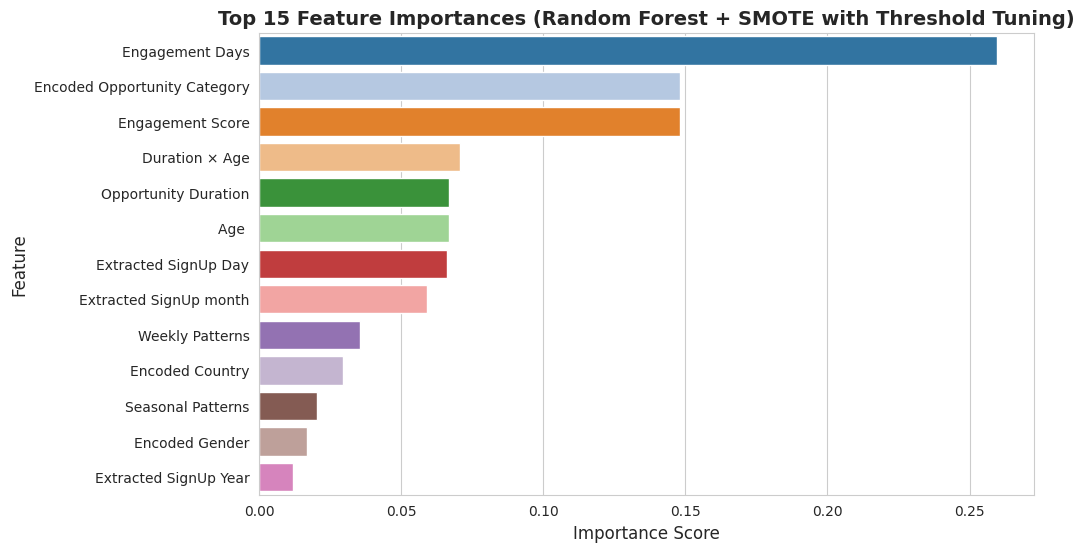 Top 15 Feature Importances (Random Forest + SMOTE with Threshold Tuning)
Feature
Engagement Days
Encoded Opportunity Category
Engagement Score
Duration × Age
Opportunity Duration
Age
Extracted SignUp Day
Extracted SignUp month
Weekly Patterns
Encoded Country
Seasonal Patterns
Encoded Gender
Extracted SignUp Year
0.00 0.05 0.10 0.15 0.20 0.25
Importance Score